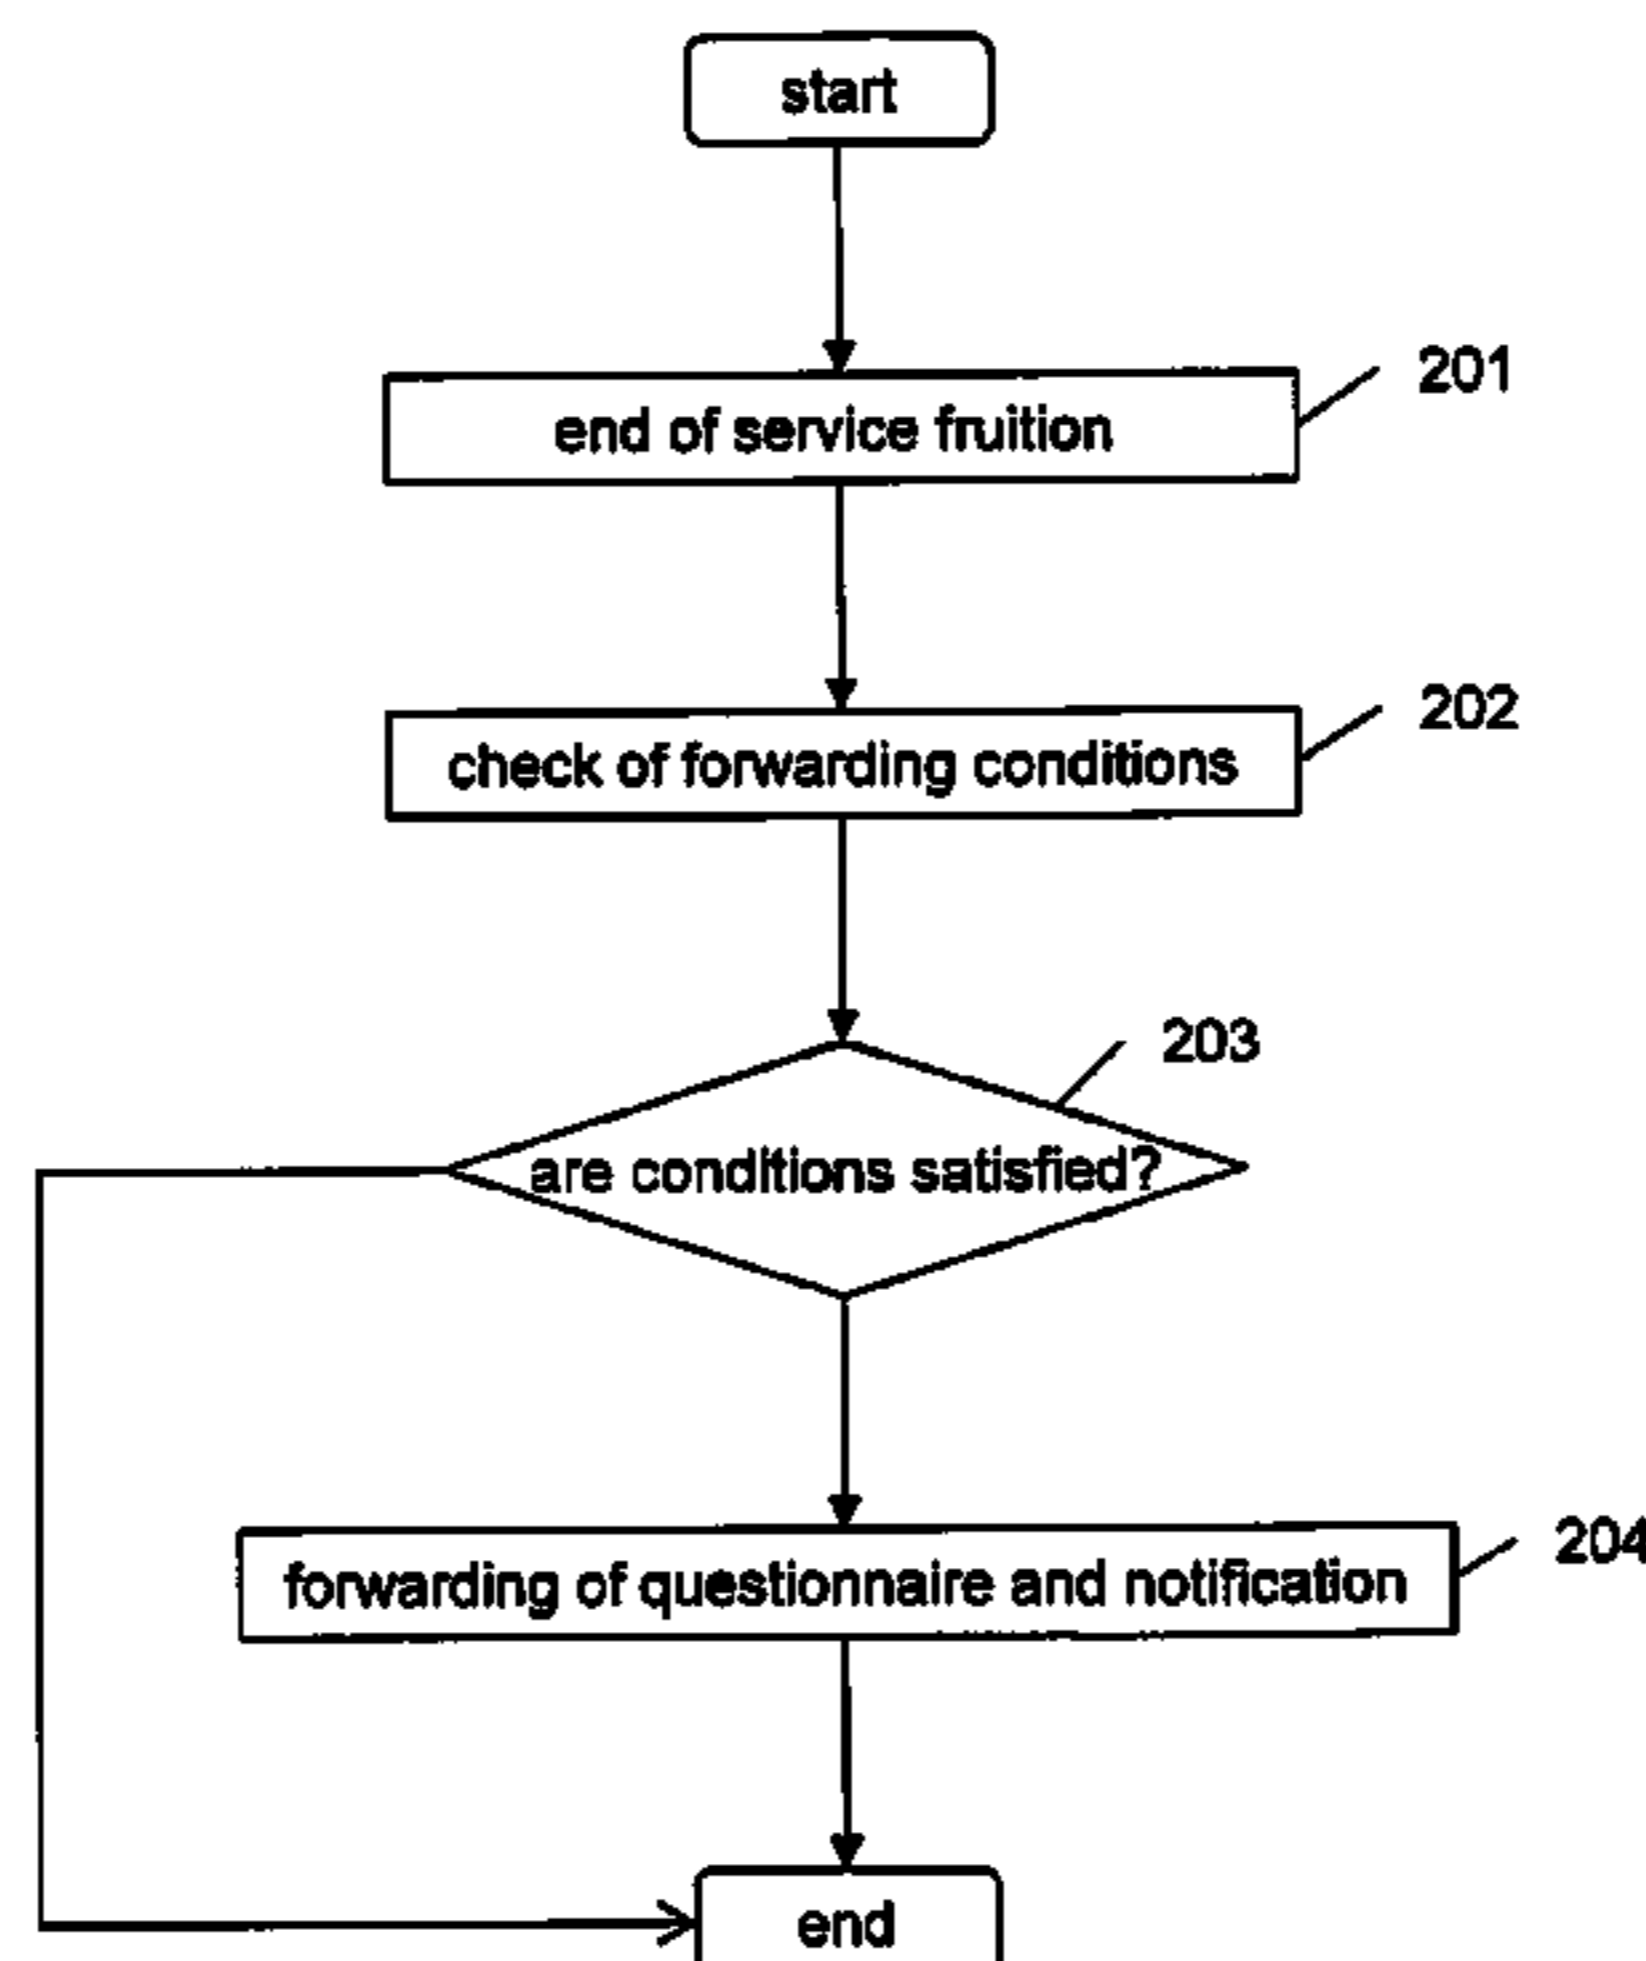 start
end of service fruition
201
check of forwarding conditions
202
203
are conditions satisfied?
forwarding of questionnaire and notification
204
end